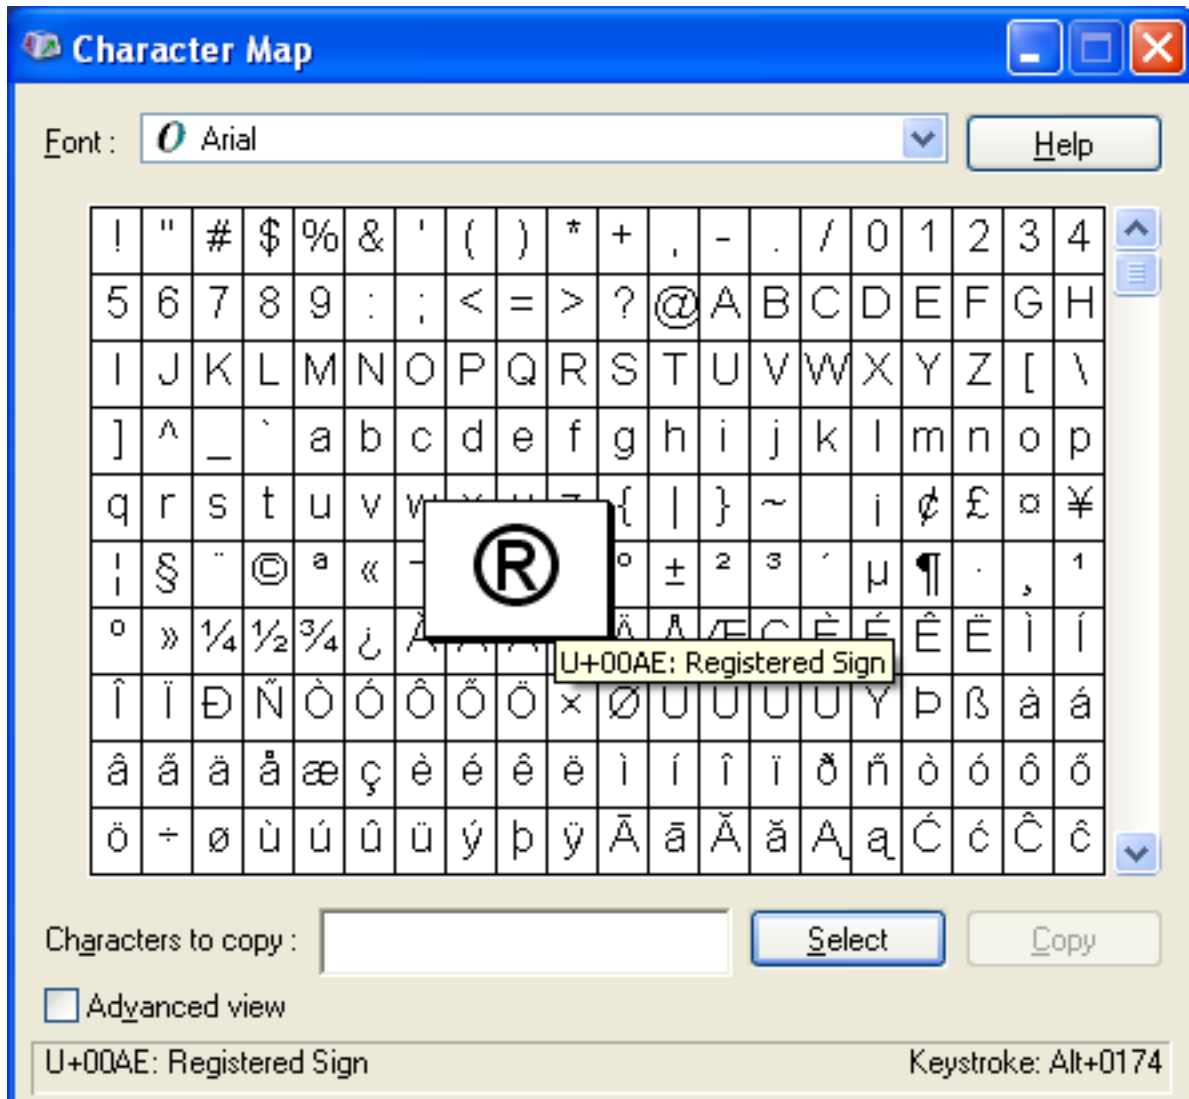 Character Map
Font : O Arial Help
! " # $ % & ' ( ) * + , - . / 0 1 2 3 4
5 6 7 8 9 : ; < = > ? @ A B C D E F G H
I J K L M N O P Q R S T U V W X Y Z [ \
] ^ _ ` a b c d e f g h i j k l m n o p
q r s t u v w { | } ~ ¡ ¢ £ ¤ ¥
¦ § ¨ © ª « ® ° ± ² ³ ´ µ ¶ · ¸ ¹
º » ¼ ½ ¾ ¿ À Ä Å Æ Ç È É Ê Ë Ì Í
U+00AE: Registered Sign
Î Ï Ð Ñ Ò Ó Ô Õ Ö × Ø Ù Ú Û Ü Ý Þ ß à á
â ã ä å æ ç è é ê ë ì í î ï ð ñ ò ó ô õ
ö ÷ ø ù ú û ü ý þ ÿ Ā ā Ă ă Ą ą Ć ć Ĉ ĉ
Characters to copy : Select Copy
Advanced view
U+00AE: Registered Sign Keystroke: Alt+0174